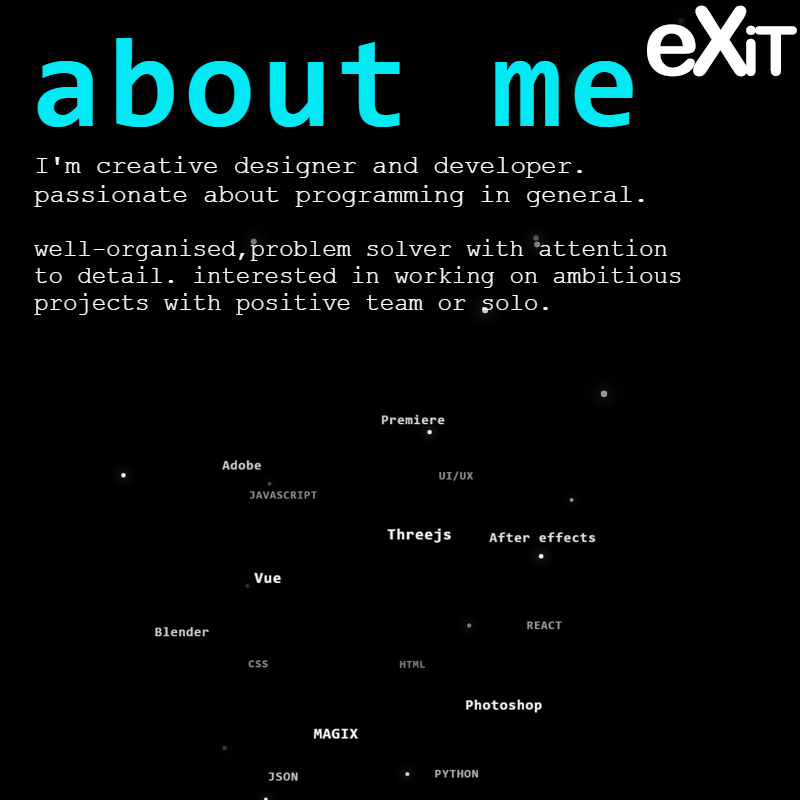 eXiT
about me
I'm creative designer and developer.
passionate about programming in general.
well-organised,problem solver with attention
to detail. interested in working on ambitious
projects with positive team or solo.
Premiere
Adobe
UI/UX
JAVASCRIPT
Threejs
After effects
Vue
REACT
Blender
CSS
HTML
Photoshop
MAGIX
JSON
PYTHON